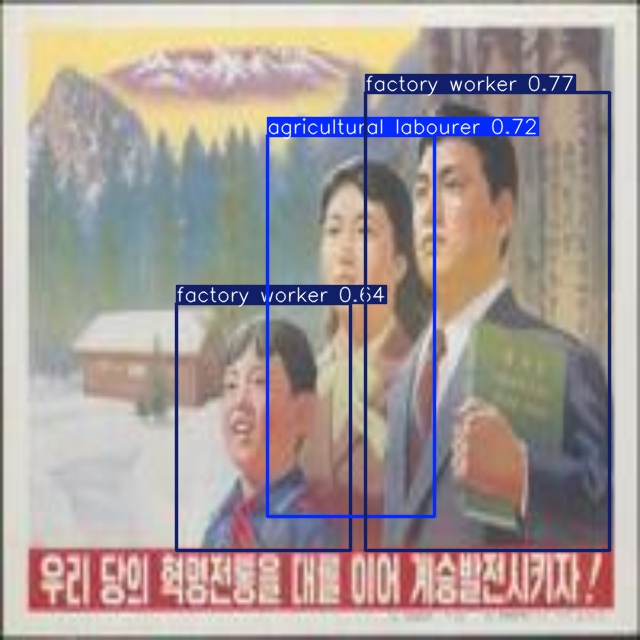 factory worker 0.77
agricultural labourer 0.72
factory worker 0.64
우리 당의 혁명전통을 대를 이어 계승발전시키자!